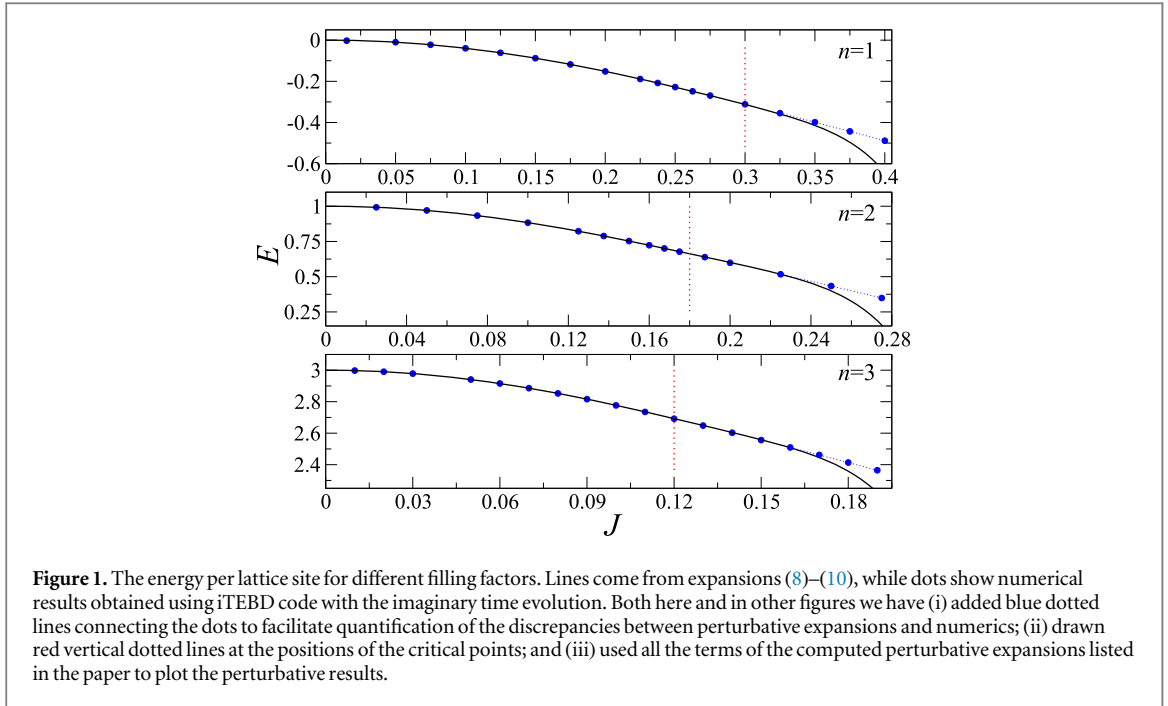 0
-0.2
-0.4
-0.6
n=1
0 0.05 0.1 0.15 0.2 0.25 0.3 0.35 0.4
1
0.75
0.5
0.25
n=2
E
0 0.04 0.08 0.12 0.16 0.2 0.24 0.28
3
2.8
2.6
2.4
n=3
0 0.03 0.06 0.09 0.12 0.15 0.18
J
Figure 1. The energy per lattice site for different filling factors. Lines come from expansions (8)–(10), while dots show numerical
results obtained using iTEBD code with the imaginary time evolution. Both here and in other figures we have (i) added blue dotted
lines connecting the dots to facilitate quantification of the discrepancies between perturbative expansions and numerics; (ii) drawn
red vertical dotted lines at the positions of the critical points; and (iii) used all the terms of the computed perturbative expansions listed
in the paper to plot the perturbative results.